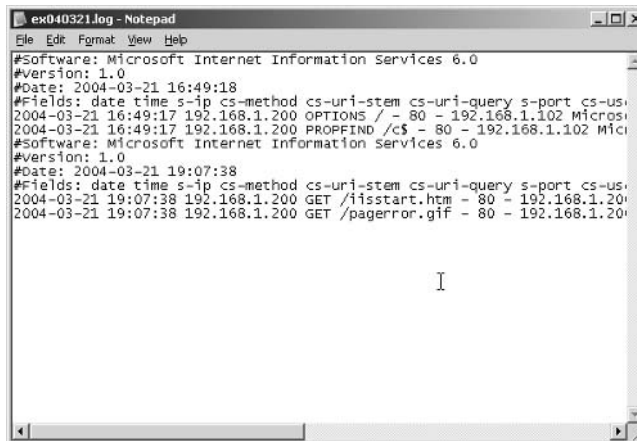 ex040321.log - Notepad
File Edit Format View Help
#Software: Microsoft Internet Information Services 6.0
#Version: 1.0
#Date: 2004-03-21 16:49:18
#Fields: date time s-ip cs-method cs-uri-stem cs-uri-query s-port cs-us
2004-03-21 16:49:17 192.168.1.200 OPTIONS / - 80 - 192.168.1.102 Micros
2004-03-21 16:49:17 192.168.1.200 PROPFIND /c$ - 80 - 192.168.1.102 Mic
#Software: Microsoft Internet Information Services 6.0
#Version: 1.0
#Date: 2004-03-21 19:07:38
#Fields: date time s-ip cs-method cs-uri-stem cs-uri-query s-port cs-us
2004-03-21 19:07:38 192.168.1.200 GET /iisstart.htm - 80 - 192.168.1.20
2004-03-21 19:07:38 192.168.1.200 GET /pagerror.gif - 80 - 192.168.1.20